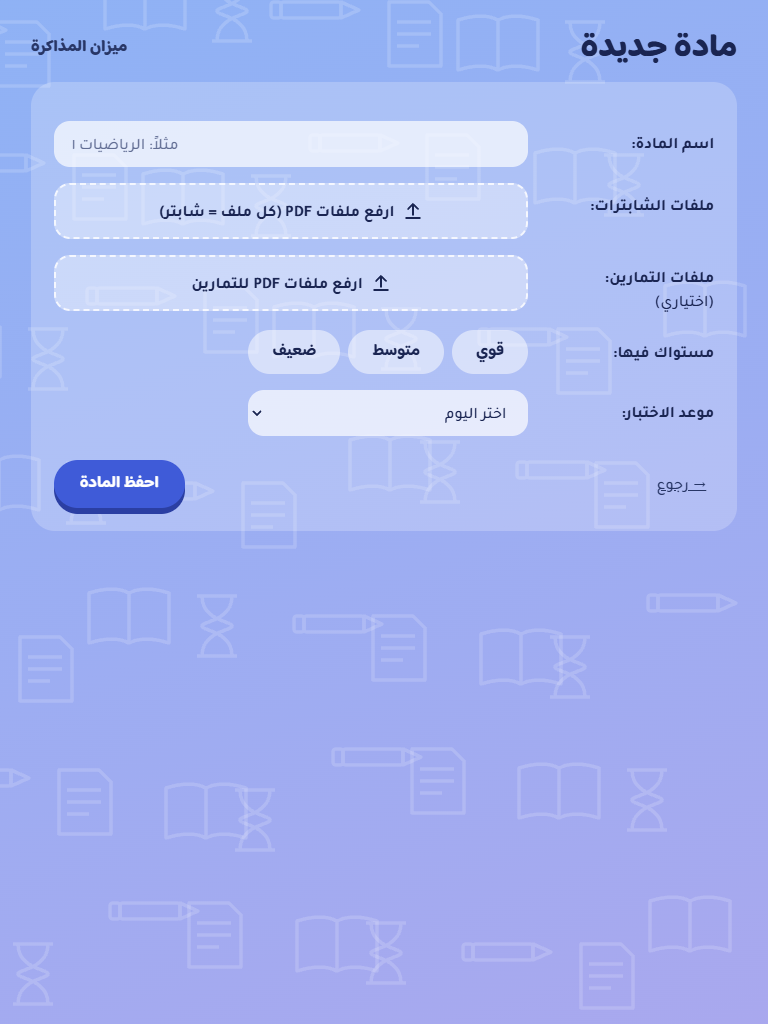 مادة جديدة
ميزان المذاكرة
اسم المادة:
مثلاً: الرياضيات ١
ملفات الشابترات:
ارفع ملفات PDF (كل ملف = شابتر)
ملفات التمارين:
(اختياري)
ارفع ملفات PDF للتمارين
مستواك فيها:
قوي
متوسط
ضعيف
موعد الاختبار:
اختر اليوم
→ رجوع
احفظ المادة